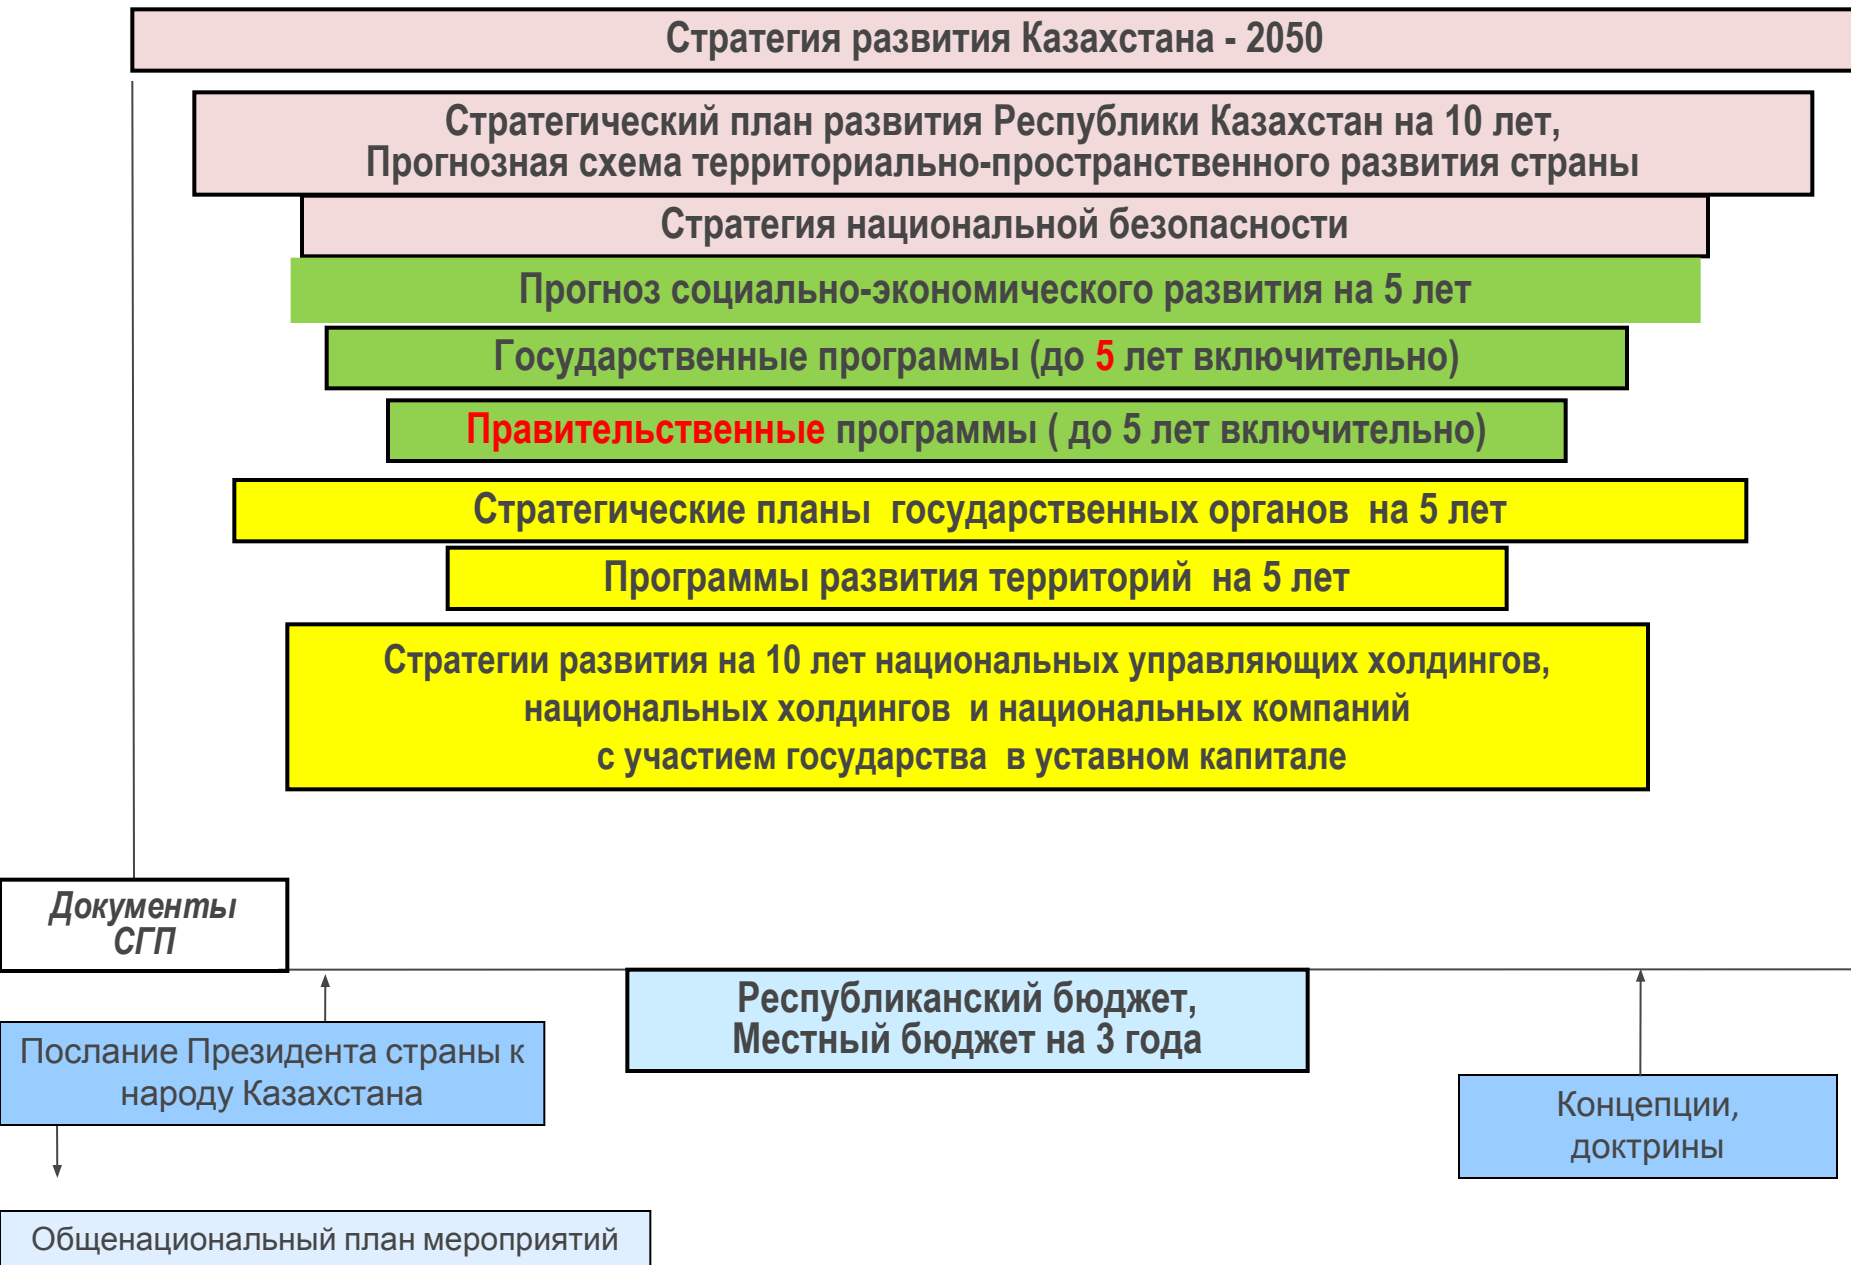 Стратегия развития Казахстана - 2050
Стратегический план развития Республики Казахстан на 10 лет,
Прогнозная схема территориально-пространственного развития страны
Стратегия национальной безопасности
Прогноз социально-экономического развития на 5 лет
Государственные программы (до 5 лет включительно)
Правительственные программы ( до 5 лет включительно)
Стратегические планы государственных органов на 5 лет
Программы развития территорий на 5 лет
Стратегии развития на 10 лет национальных управляющих холдингов,
национальных холдингов и национальных компаний
с участием государства в уставном капитале
Документы
СГП
Республиканский бюджет,
Местный бюджет на 3 года
Послание Президента страны к
народу Казахстана
Концепции,
доктрины
Общенациональный план мероприятий